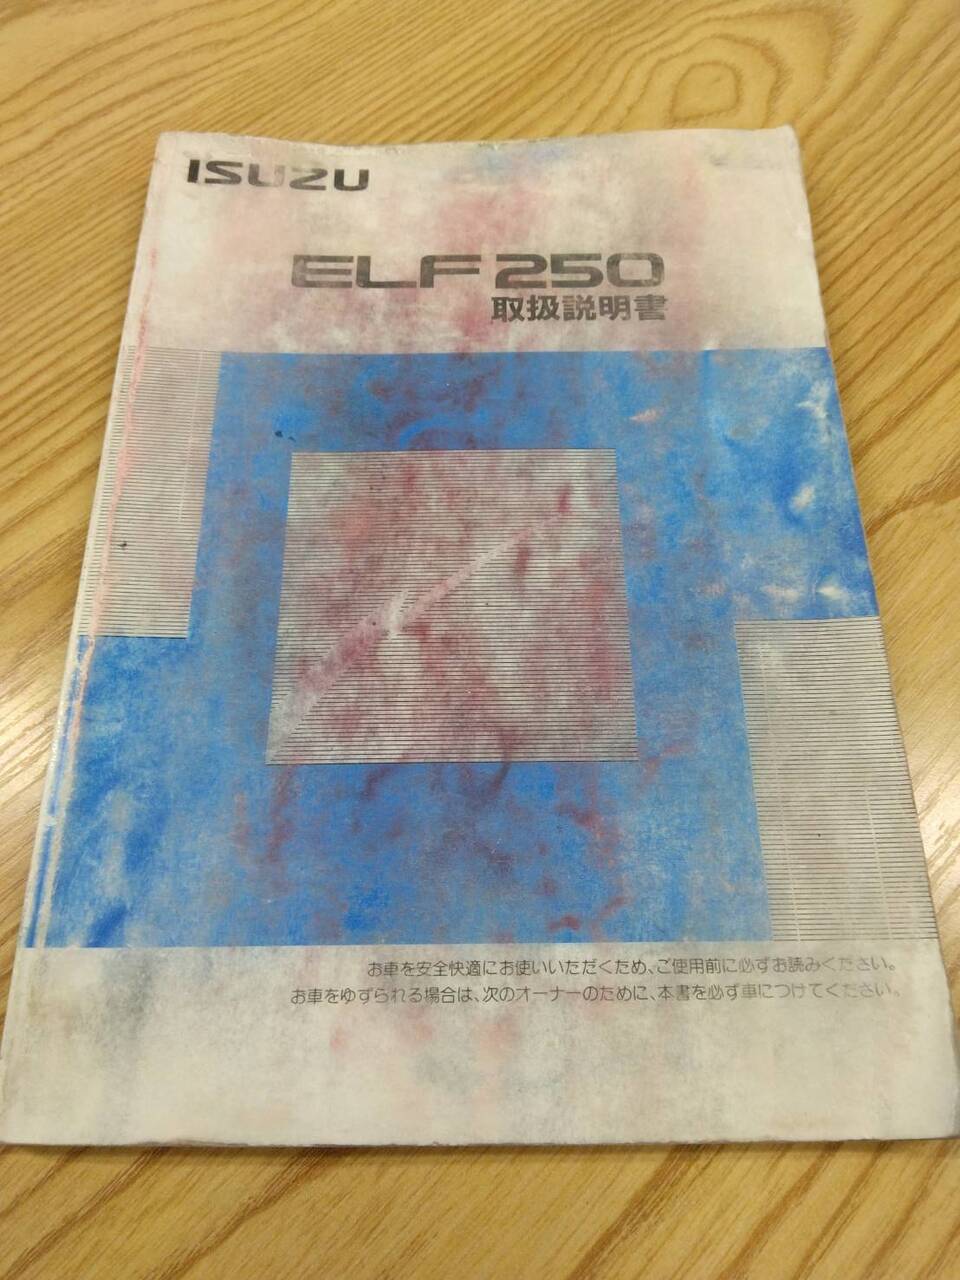 ISUZU
ELF 250
取扱説明書
お車を安全快適にお使いいただくため、ご使用前に必ずお読みください。
お車をゆずられる場合は、次のオーナーのために、本書を必ず車につけてください。